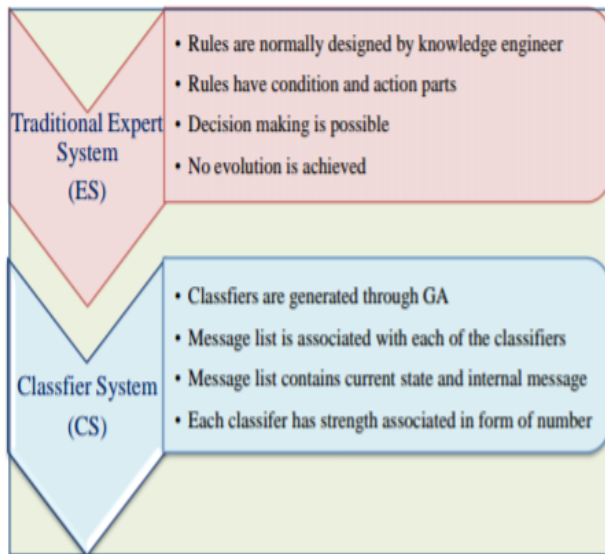 Traditional Expert
System
(ES)
• Rules are normally designed by knowledge engineer
• Rules have condition and action parts
• Decision making is possible
• No evolution is achieved
Classfier System
(CS)
• Classfiers are generated through GA
• Message list is associated with each of the classifiers
• Message list contains current state and internal message
• Each classifer has strength associated in form of number